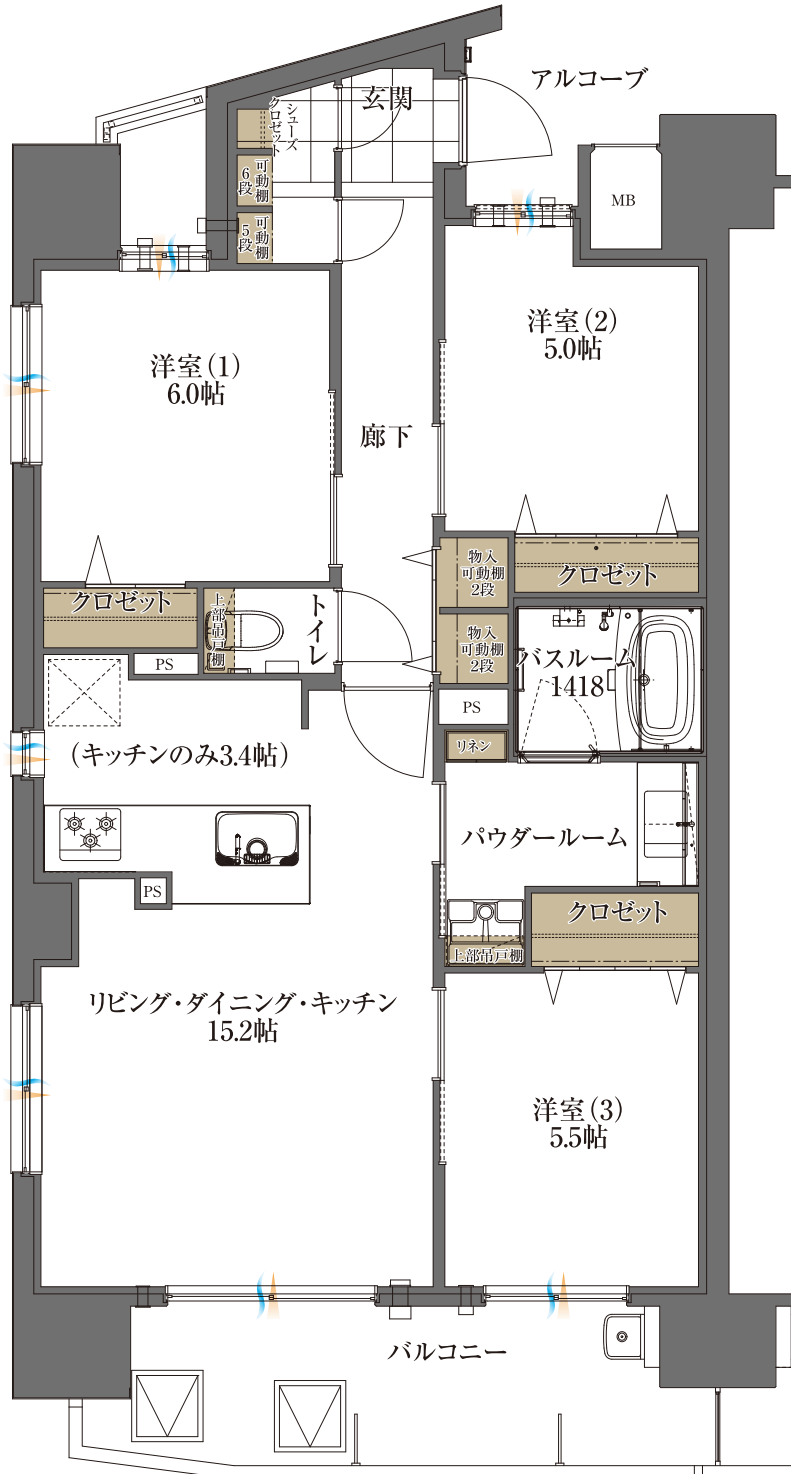 アルコーブ
玄関
シューズ
クロゼット
可動棚
6段
可動棚
5段
MB
洋室(1)
6.0帖
洋室(2)
5.0帖
廊下
クロゼット
上部吊戸棚
トイレ
物入
可動棚
2段
クロゼット
物入
可動棚
2段
PS
バスルーム
1418
PS
リネン
(キッチンのみ3.4帖)
パウダールーム
PS
クロゼット
上部吊戸棚
リビング・ダイニング・キッチン
15.2帖
洋室(3)
5.5帖
バルコニー